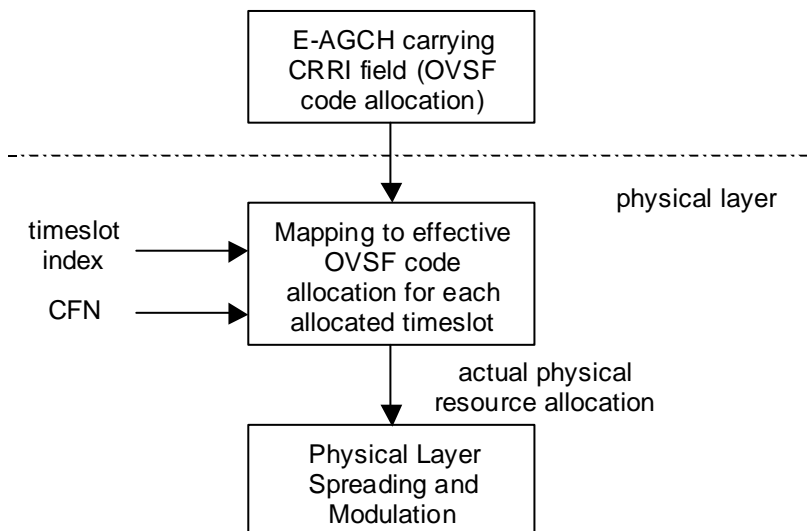 E-AGCH carrying
CRRI field (OVSF
code allocation)
physical layer
timeslot
index
CFN
Mapping to effective
OVSF code
allocation for each
allocated timeslot
actual physical
resource allocation
Physical Layer
Spreading and
Modulation